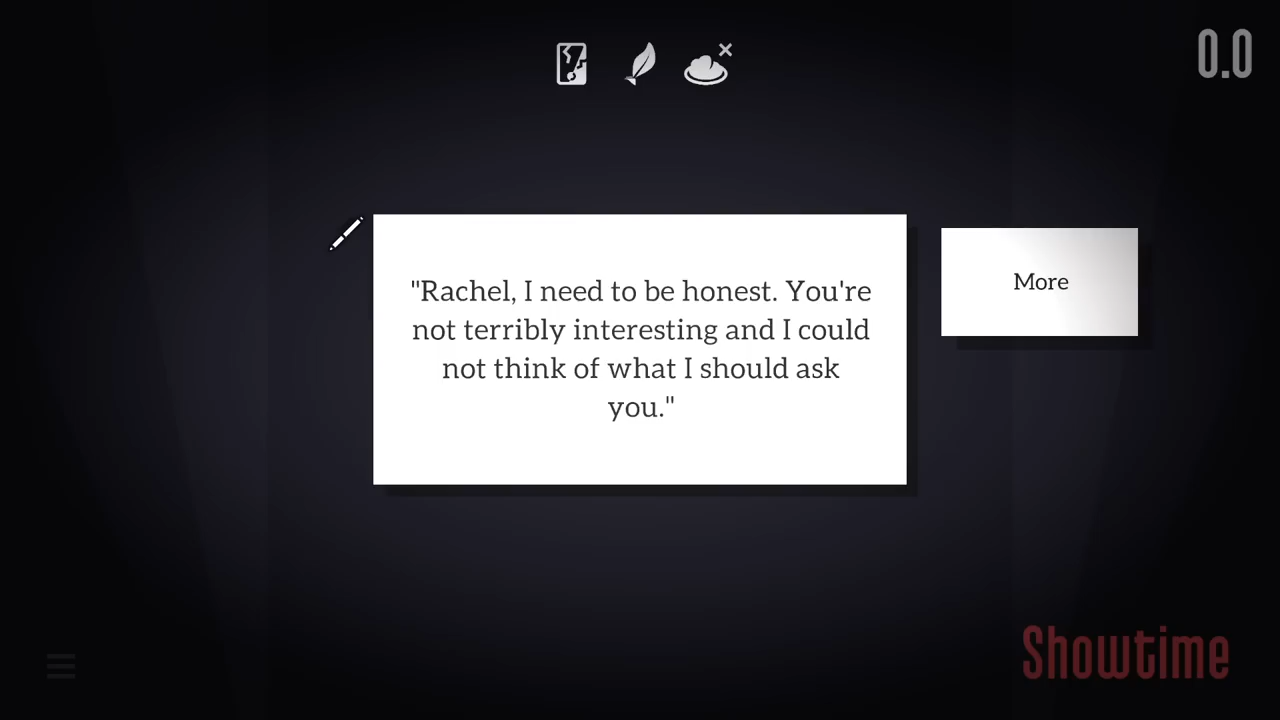 0.0
"Rachel, I need to be honest. You're
not terribly interesting and I could
not think of what I should ask
you."
More
Showtime